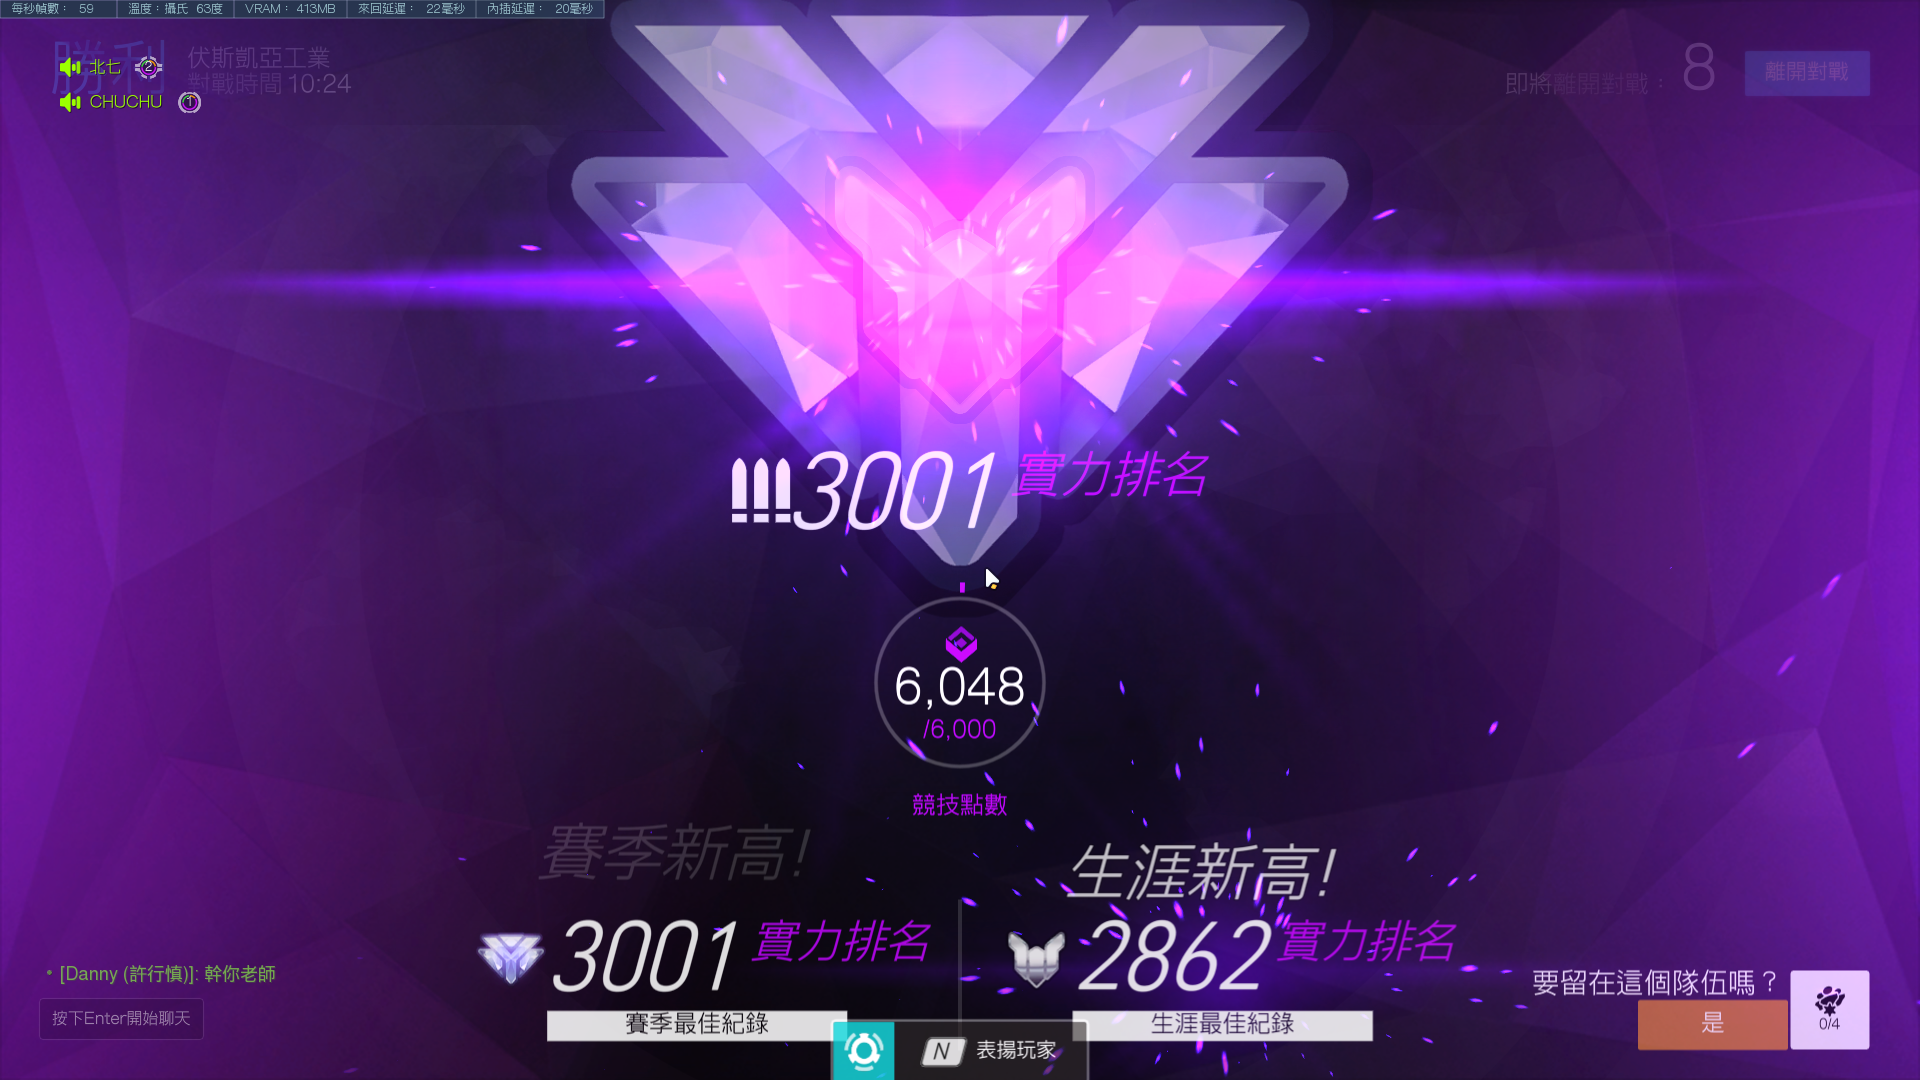 每秒幀數： 59 溫度：攝氏 63度 VRAM： 413MB 來回延遲： 22毫秒 內插延遲： 20毫秒
勝利
伏斯凱亞工業
對戰時間 10:24
北七 2
CHUCHU 1
即將離開對戰： 8
離開對戰
3001 實力排名
6,048
/6,000
競技點數
賽季新高!
3001 實力排名
賽季最佳紀錄
生涯新高!
2862 實力排名
生涯最佳紀錄
[Danny (許行慎)]: 幹你老師
按下Enter開始聊天
N 表揚玩家
要留在這個隊伍嗎？
是
0/4